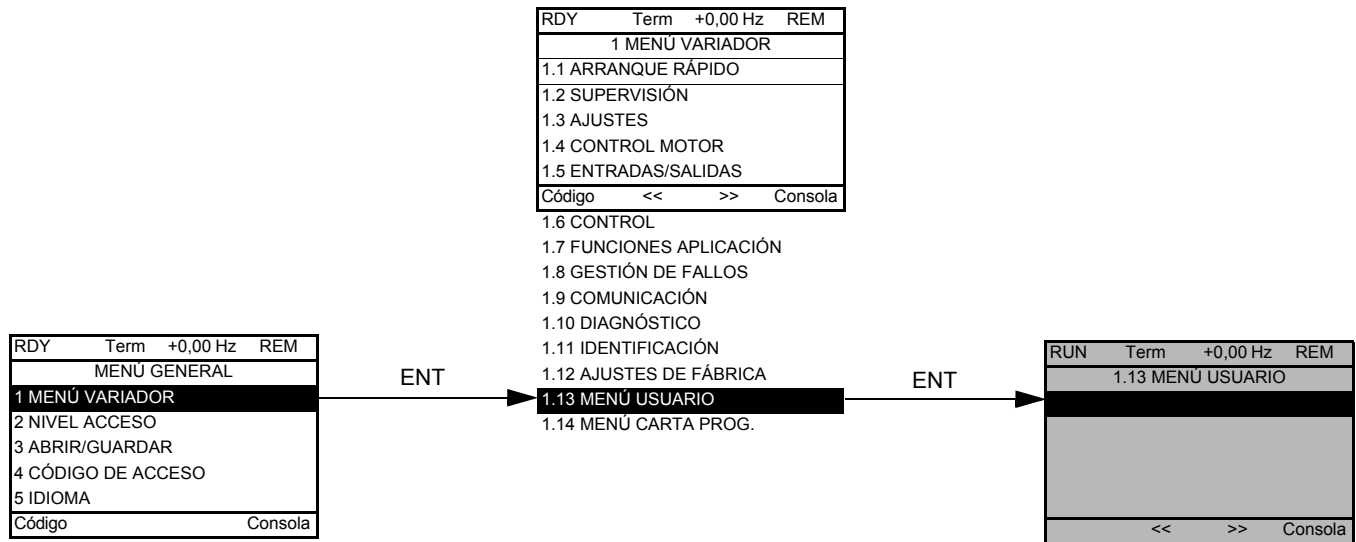 RDY Term +0,00 Hz REM
1 MENÚ VARIADOR
1.1 ARRANQUE RÁPIDO
1.2 SUPERVISIÓN
1.3 AJUSTES
1.4 CONTROL MOTOR
1.5 ENTRADAS/SALIDAS
Código << >> Consola
1.6 CONTROL
1.7 FUNCIONES APLICACIÓN
1.8 GESTIÓN DE FALLOS
1.9 COMUNICACIÓN
1.10 DIAGNÓSTICO
1.11 IDENTIFICACIÓN
1.12 AJUSTES DE FÁBRICA
1.13 MENÚ USUARIO
1.14 MENÚ CARTA PROG.
RDY Term +0,00 Hz REM
MENÚ GENERAL
1 MENÚ VARIADOR
2 NIVEL ACCESO
3 ABRIR/GUARDAR
4 CÓDIGO DE ACCESO
5 IDIOMA
Código Consola
ENT
ENT
RUN Term +0,00 Hz REM
1.13 MENÚ USUARIO
<< >> Consola